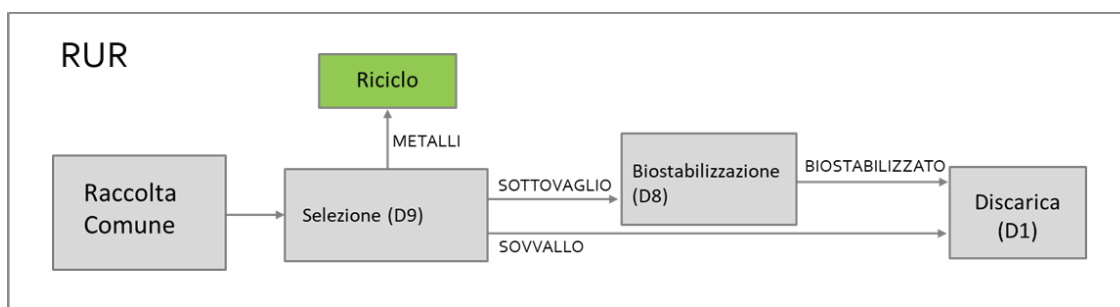 RUR
Riciclo
METALLI
Raccolta
Comune
Selezione (D9)
SOTTOVAGLIO
Biostabilizzazione
(D8)
BIOSTABILIZZATO
SOVVALLO
Discarica
(D1)